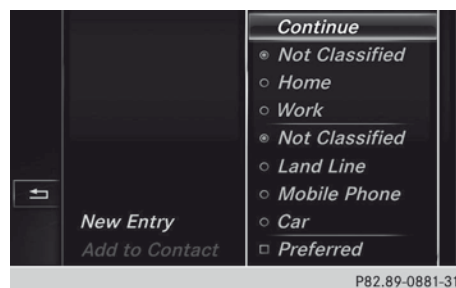 Continue
Not Classified
Home
Work
Not Classified
Land Line
Mobile Phone
Car
Preferred
New Entry
Add to Contact
P82.89-0881-31